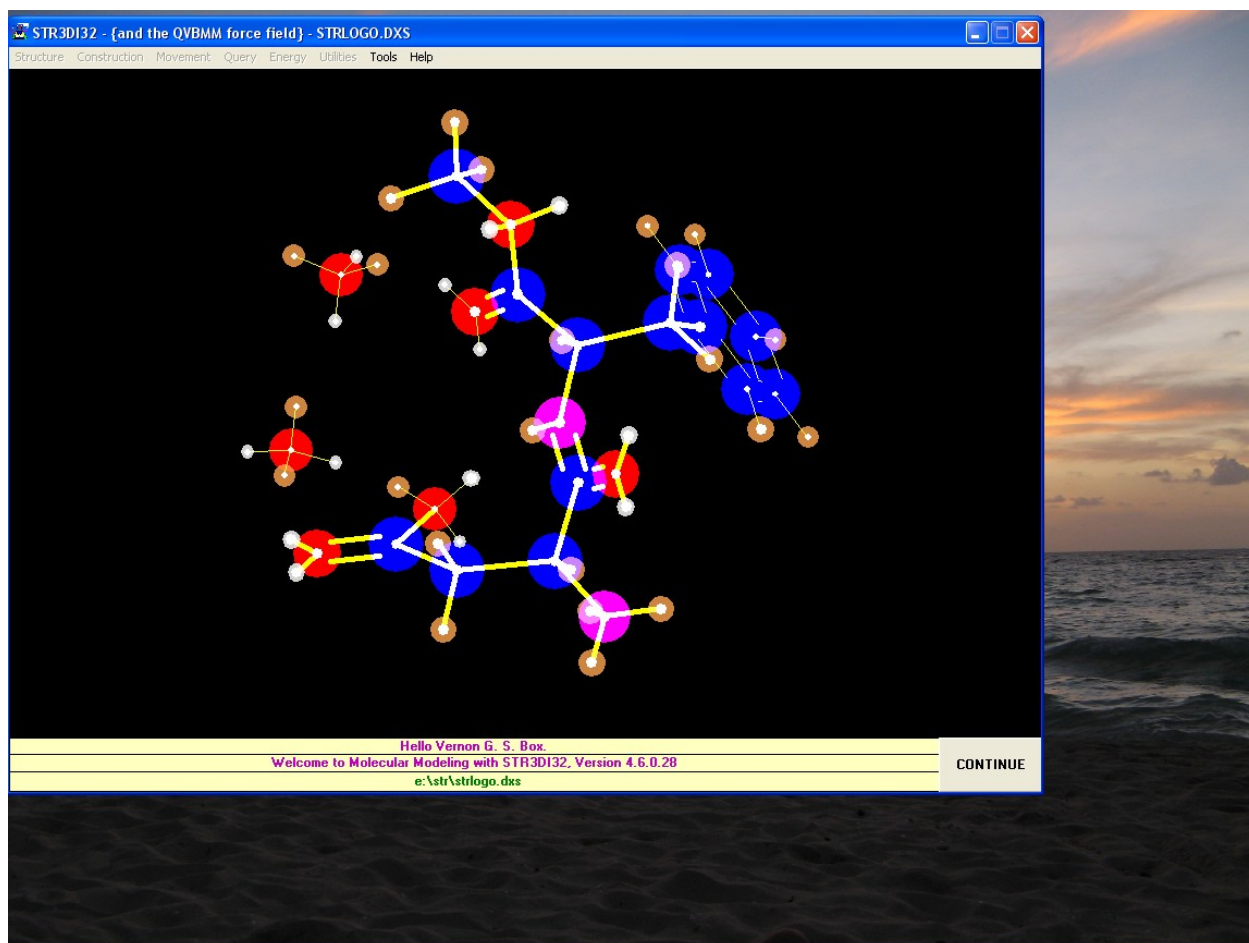 STR3DI32 - {and the QVBMM force field} - STRLOGO.DXS
Structure Construction Movement Query Energy Utilities Tools Help
Hello Vernon G. S. Box.
Welcome to Molecular Modeling with STR3DI32, Version 4.6.0.28
CONTINUE
e:\str\strlogo.dxs